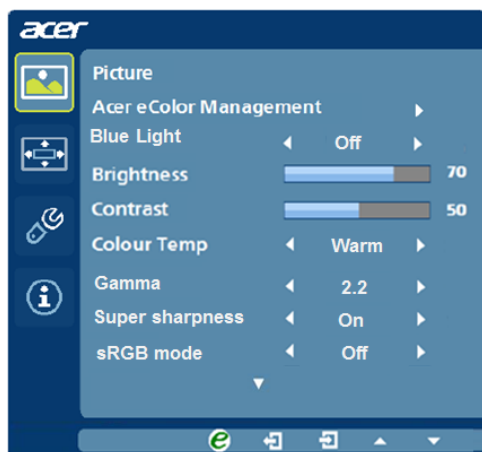 acer
Picture
Acer eColor Management
Blue Light Off
Brightness 70
Contrast 50
Colour Temp Warm
Gamma 2.2
Super sharpness On
sRGB mode Off
e